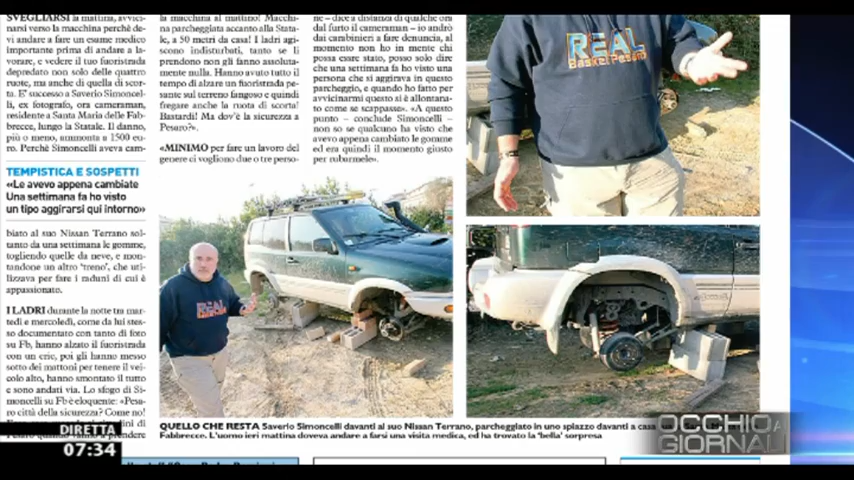 SVEGLIARSI la mattina, avvici-
narsi verso la macchina perchè de-
vi andare a fare un esame medico
importante prima di andare a la-
vorare, e vedere il tuo fuoristrada
depredato non solo delle quattro
ruote, ma anche di quella di scor-
ta. E' successo a Saverio Simoncel-
li, ex fotografo, ora cameraman,
residente a Santa Maria delle Fab-
brecce, lungo la Statale. Il danno,
più o meno, ammonta a 1500 eu-
ro. Perchè Simoncelli aveva cam-
TEMPISTICA E SOSPETTI
«Le avevo appena cambiate
Una settimana fa ho visto
un tipo aggirarsi qui intorno»
biato al suo Nissan Terrano sol-
tanto da una settimana le gomme,
togliendo quelle da neve, e mon-
tandone un altro 'treno', che uti-
lizzava per fare i raduni di cui è
appassionato.
I LADRI durante la notte tra mar-
tedì e mercoledì, come da lui stes-
so documentato con tanto di foto
su Fb, hanno alzato il fuoristrada
con un cric, poi gli hanno messo
sotto dei mattoni per tenere il vei-
colo alto, hanno smontato il tutto
e sono andati via. Lo sfogo di Si-
moncelli su Fb è eloquente: «Pesa-
ro città della sicurezza? Come no!
la macchina al mattino! Macchi-
na parcheggiata accanto alla Stata-
le, a 50 metri da casa! I ladri agi-
scono indisturbati, tanto se li
prendono non gli fanno assoluta-
mente nulla. Hanno avuto tutto il
tempo di alzare un fuoristrada pe-
sante sul terreno fangoso e quindi
fregare anche la ruota di scorta!
Bastardi! Ma dov'è la sicurezza a
Pesaro?».
«MINIMO per fare un lavoro del
genere ci vogliono due o tre perso-
ne – dice a distanza di qualche ora
dal furto il cameraman – io andrò
dai carabinieri a fare denuncia, al
momento non ho in mente chi
possa essere stato, posso solo dire
che una settimana fa ho visto una
persona che si aggirava in questo
parcheggio, e quando ho fatto per
avvicinarmi questo si è allontana-
to come se scappasse». «A questo
punto – conclude Simoncelli –
non so se qualcuno ha visto che
avevo appena cambiato le gomme
ed era quindi il momento giusto
per rubarmele».
REAL
Basket Pesaro
REAL
QUELLO CHE RESTA Saverio Simoncelli davanti al suo Nissan Terrano, parcheggiato in uno spiazzo davanti a casa
Fabbrecce. L'uomo ieri mattina doveva andare a farsi una visita medica, ed ha trovato la 'bella' sorpresa
DIRETTA
07:34
OCCHIO AI
GIORNALI